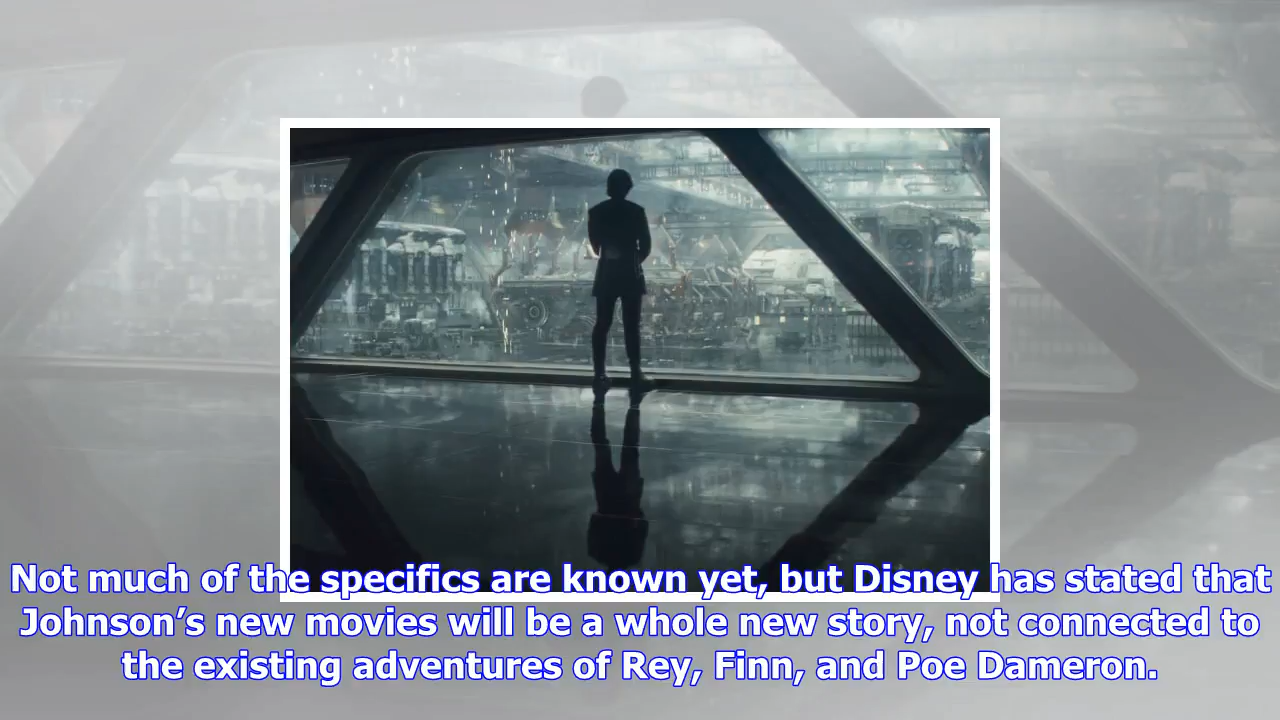 Not much of the specifics are known yet, but Disney has stated that
Johnson’s new movies will be a whole new story, not connected to
the existing adventures of Rey, Finn, and Poe Dameron.